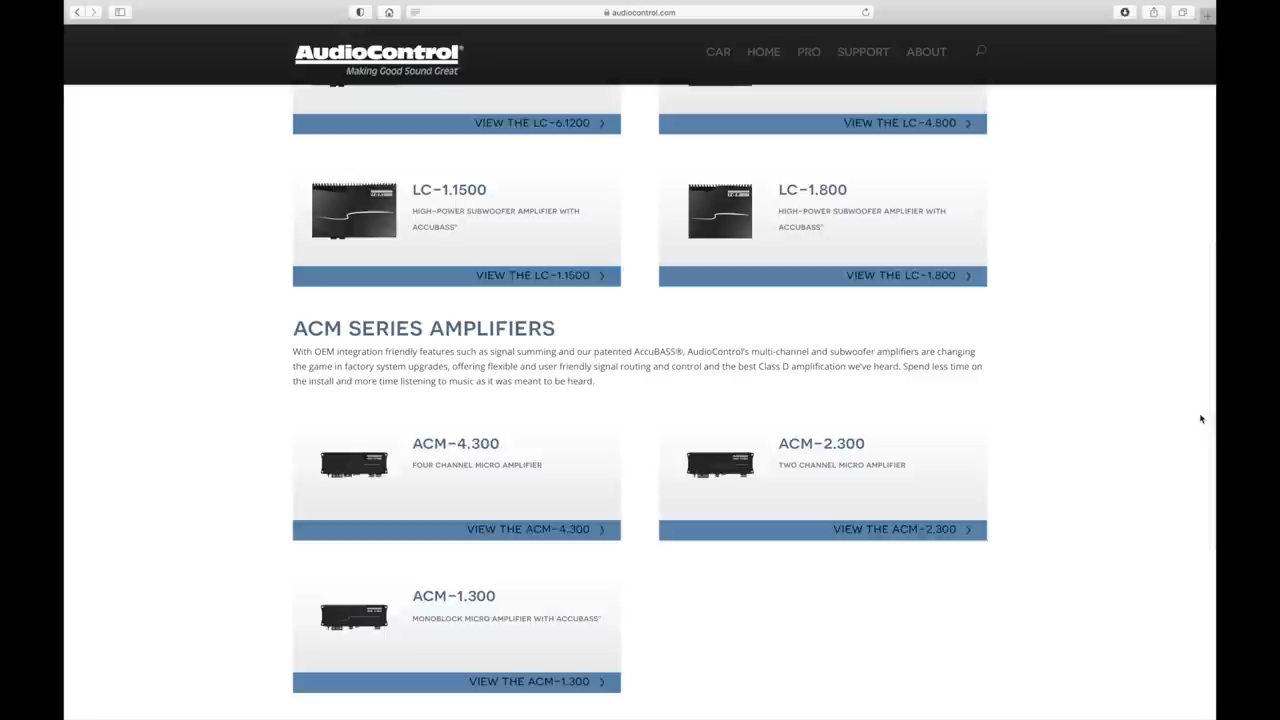 audiocontrol.com
AudioControl®
Making Good Sound Great™
CAR HOME PRO SUPPORT ABOUT
VIEW THE LC-6.1200
VIEW THE LC-4.800
LC-1.1500
HIGH-POWER SUBWOOFER AMPLIFIER WITH
ACCUBASS®
VIEW THE LC-1.1500
LC-1.800
HIGH-POWER SUBWOOFER AMPLIFIER WITH
ACCUBASS®
VIEW THE LC-1.800
ACM SERIES AMPLIFIERS
With OEM integration friendly features such as signal summing and our patented AccuBASS®, AudioControl's multi-channel and subwoofer amplifiers are changing
the game in factory system upgrades, offering flexible and user friendly signal routing and control and the best Class D amplification we've heard. Spend less time on
the install and more time listening to music as it was meant to be heard.
ACM-4.300
FOUR CHANNEL MICRO AMPLIFIER
VIEW THE ACM-4.300
ACM-2.300
TWO CHANNEL MICRO AMPLIFIER
VIEW THE ACM-2.300
ACM-1.300
MONOBLOCK MICRO AMPLIFIER WITH ACCUBASS®
VIEW THE ACM-1.300